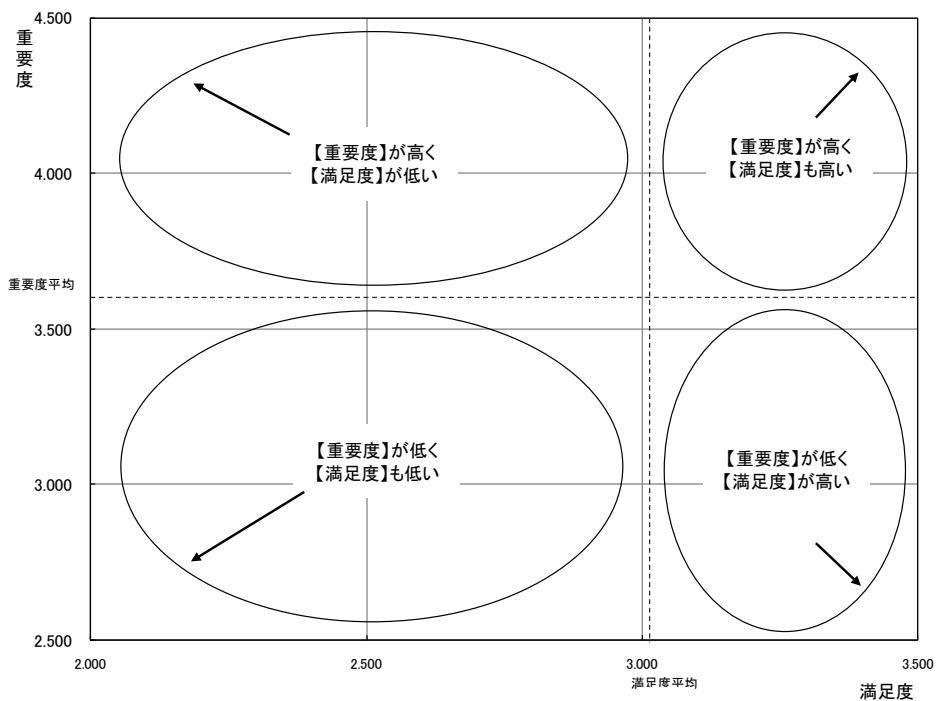 4.500
重
要
度
【重要度】が高く
【満足度】が低い
【重要度】が高く
【満足度】も高い
4.000
重要度平均
3.500
【重要度】が低く
【満足度】も低い
【重要度】が低く
【満足度】が高い
3.000
2.500
2.000
2.500
3.000
3.500
満足度平均
満足度